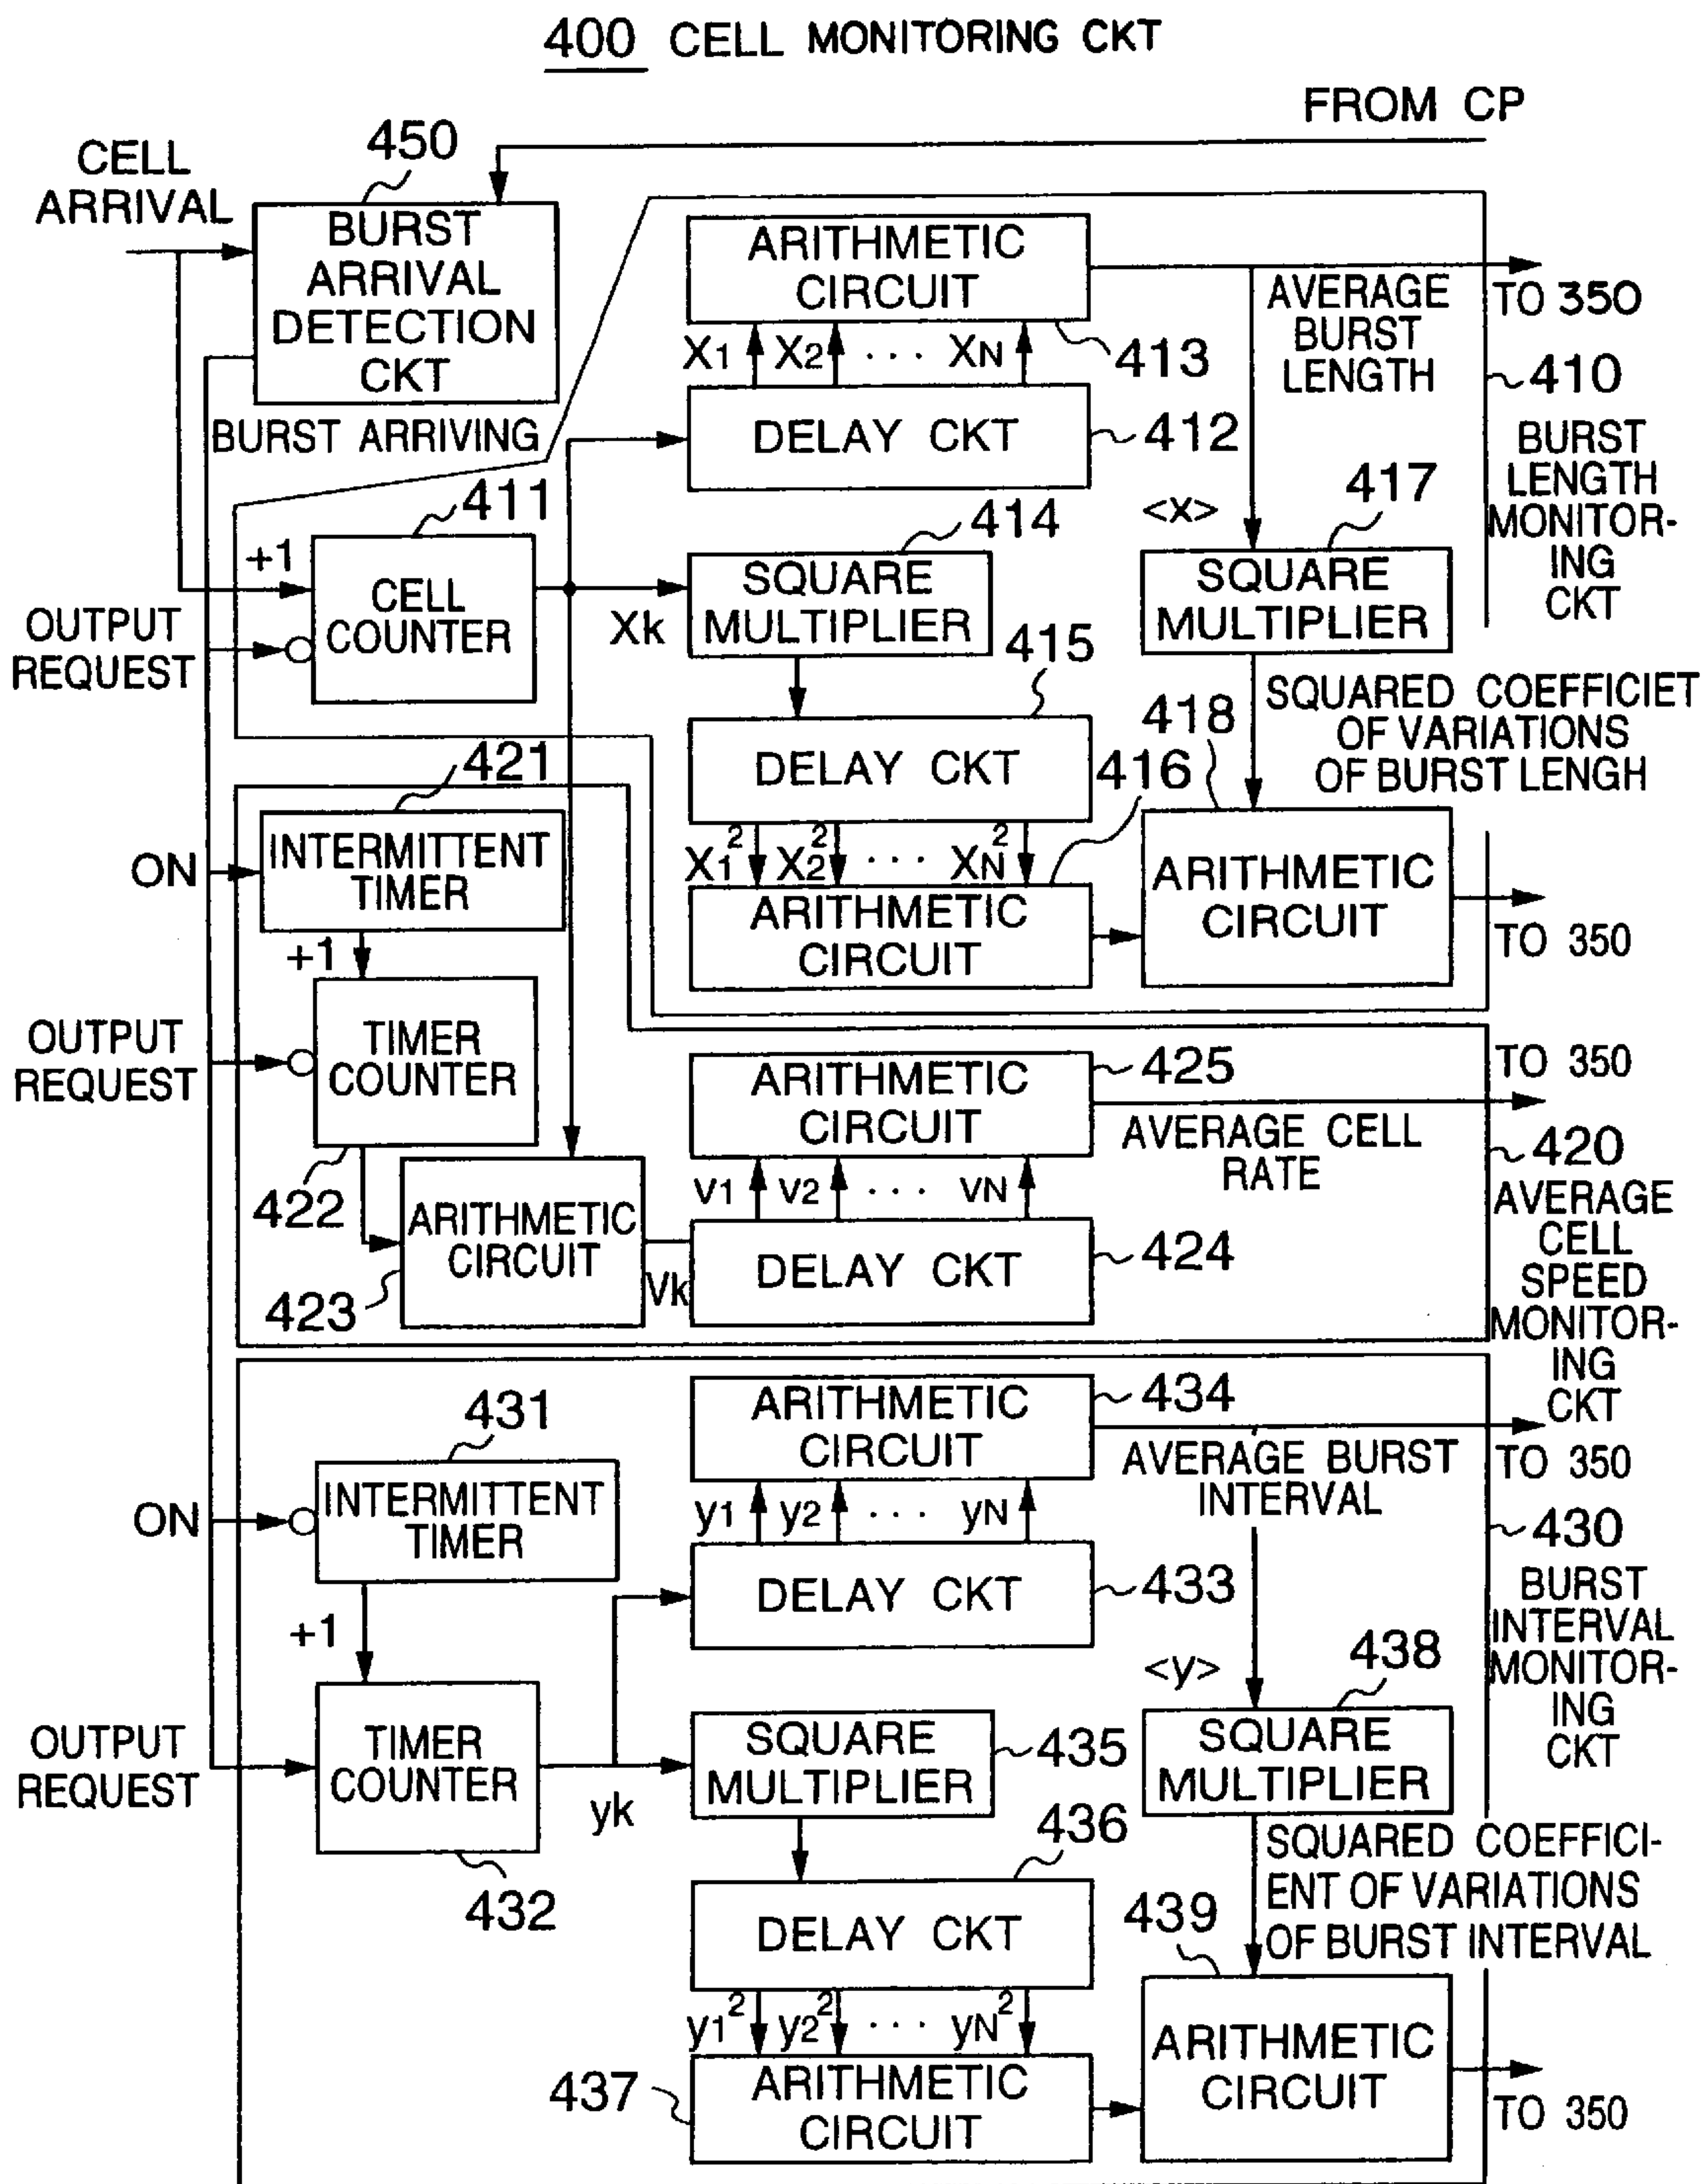 400 CELL MONITORING CKT
FROM CP
CELL
ARRIVAL
450
BURST
ARRIVAL
DETECTION
CKT
BURST ARRIVING
ARITHMETIC
CIRCUIT
413
X1 X2 ... XN
DELAY CKT
412
AVERAGE
BURST
LENGTH
TO 350
410
BURST
LENGTH
MONITOR-
ING
CKT
411
+1
CELL
COUNTER
OUTPUT
REQUEST
Xk
414
SQUARE
MULTIPLIER
<x>
417
SQUARE
MULTIPLIER
415
DELAY CKT
X1² X2² ... XN²
416
ARITHMETIC
CIRCUIT
418
SQUARED COEFFICIET
OF VARIATIONS
OF BURST LENGH
ARITHMETIC
CIRCUIT
TO 350
421
ON
INTERMITTENT
TIMER
+1
OUTPUT
REQUEST
TIMER
COUNTER
422
ARITHMETIC
CIRCUIT
423
Vk
ARITHMETIC
CIRCUIT
425
v1 v2 ... vN
DELAY CKT
424
AVERAGE CELL
RATE
TO 350
420
AVERAGE
CELL
SPEED
MONITOR-
ING
CKT
431
ON
INTERMITTENT
TIMER
+1
OUTPUT
REQUEST
TIMER
COUNTER
432
yk
ARITHMETIC
CIRCUIT
434
y1 y2 ... yN
DELAY CKT
433
AVERAGE BURST
INTERVAL
TO 350
430
BURST
INTERVAL
MONITOR-
ING
CKT
<y>
438
SQUARE
MULTIPLIER
SQUARE
MULTIPLIER
435
436
DELAY CKT
y1² y2² ... yN²
437
ARITHMETIC
CIRCUIT
439
SQUARED COEFFICI-
ENT OF VARIATIONS
OF BURST INTERVAL
ARITHMETIC
CIRCUIT
TO 350